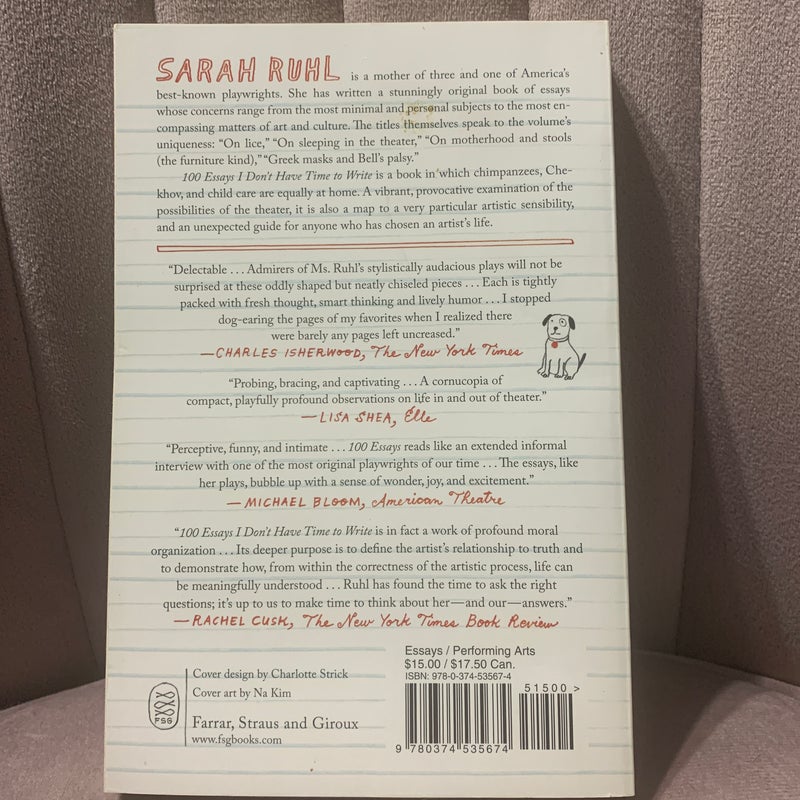 SARAH RUHL is a mother of three and one of America's
best-known playwrights. She has written a stunningly original book of essays
whose concerns range from the most minimal and personal subjects to the most en-
compassing matters of art and culture. The titles themselves speak to the volume's
uniqueness: "On lice," "On sleeping in the theater," "On motherhood and stools
(the furniture kind)," "Greek masks and Bell's palsy."
100 Essays I Don't Have Time to Write is a book in which chimpanzees, Che-
khov, and child care are equally at home. A vibrant, provocative examination of the
possibilities of the theater, it is also a map to a very particular artistic sensibility,
and an unexpected guide for anyone who has chosen an artist's life.
"Delectable . . . Admirers of Ms. Ruhl's stylistically audacious plays will not be
surprised at these oddly shaped but neatly chiseled pieces . . . Each is tightly
packed with fresh thought, smart thinking and lively humor . . . I stopped
dog-earing the pages of my favorites when I realized there
were barely any pages left uncreased."
—CHARLES ISHERWOOD, The New York Times
"Probing, bracing, and captivating . . . A cornucopia of
compact, playfully profound observations on life in and out of theater."
—LISA SHEA, Elle
"Perceptive, funny, and intimate . . . 100 Essays reads like an extended informal
interview with one of the most original playwrights of our time . . . The essays, like
her plays, bubble up with a sense of wonder, joy, and excitement."
—MICHAEL BLOOM, American Theatre
"100 Essays I Don't Have Time to Write is in fact a work of profound moral
organization . . . Its deeper purpose is to define the artist's relationship to truth and
to demonstrate how, from within the correctness of the artistic process, life can
be meaningfully understood . . . Ruhl has found the time to ask the right
questions; it's up to us to make time to think about her—and our—answers."
—RACHEL CUSK, The New York Times Book Review
Cover design by Charlotte Strick
Cover art by Na Kim
FSG
Farrar, Straus and Giroux
www.fsgbooks.com
Essays / Performing Arts
$15.00 / $17.50 Can.
ISBN: 978-0-374-53567-4
51500 >
9 780374 535674